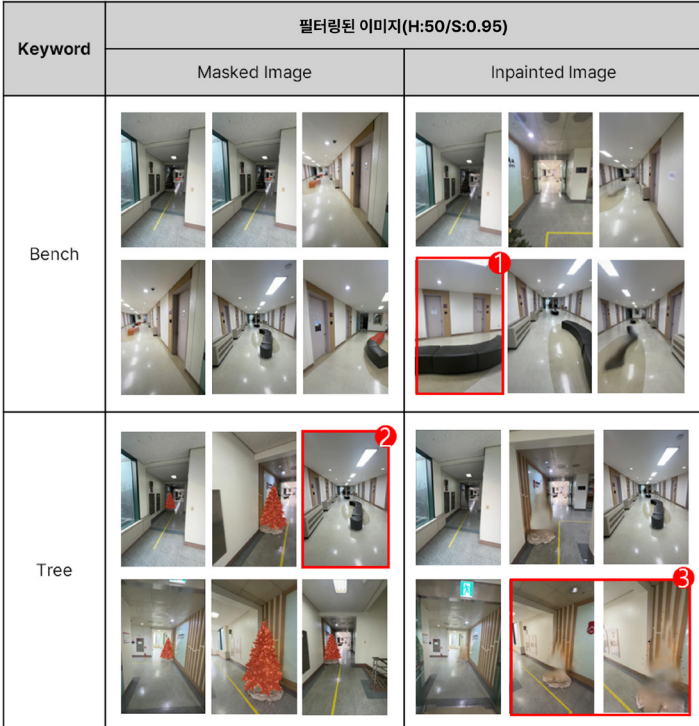 Keyword
필터링된 이미지(H:50/S:0.95)
Masked Image
Inpainted Image
Bench
1
Tree
2
3